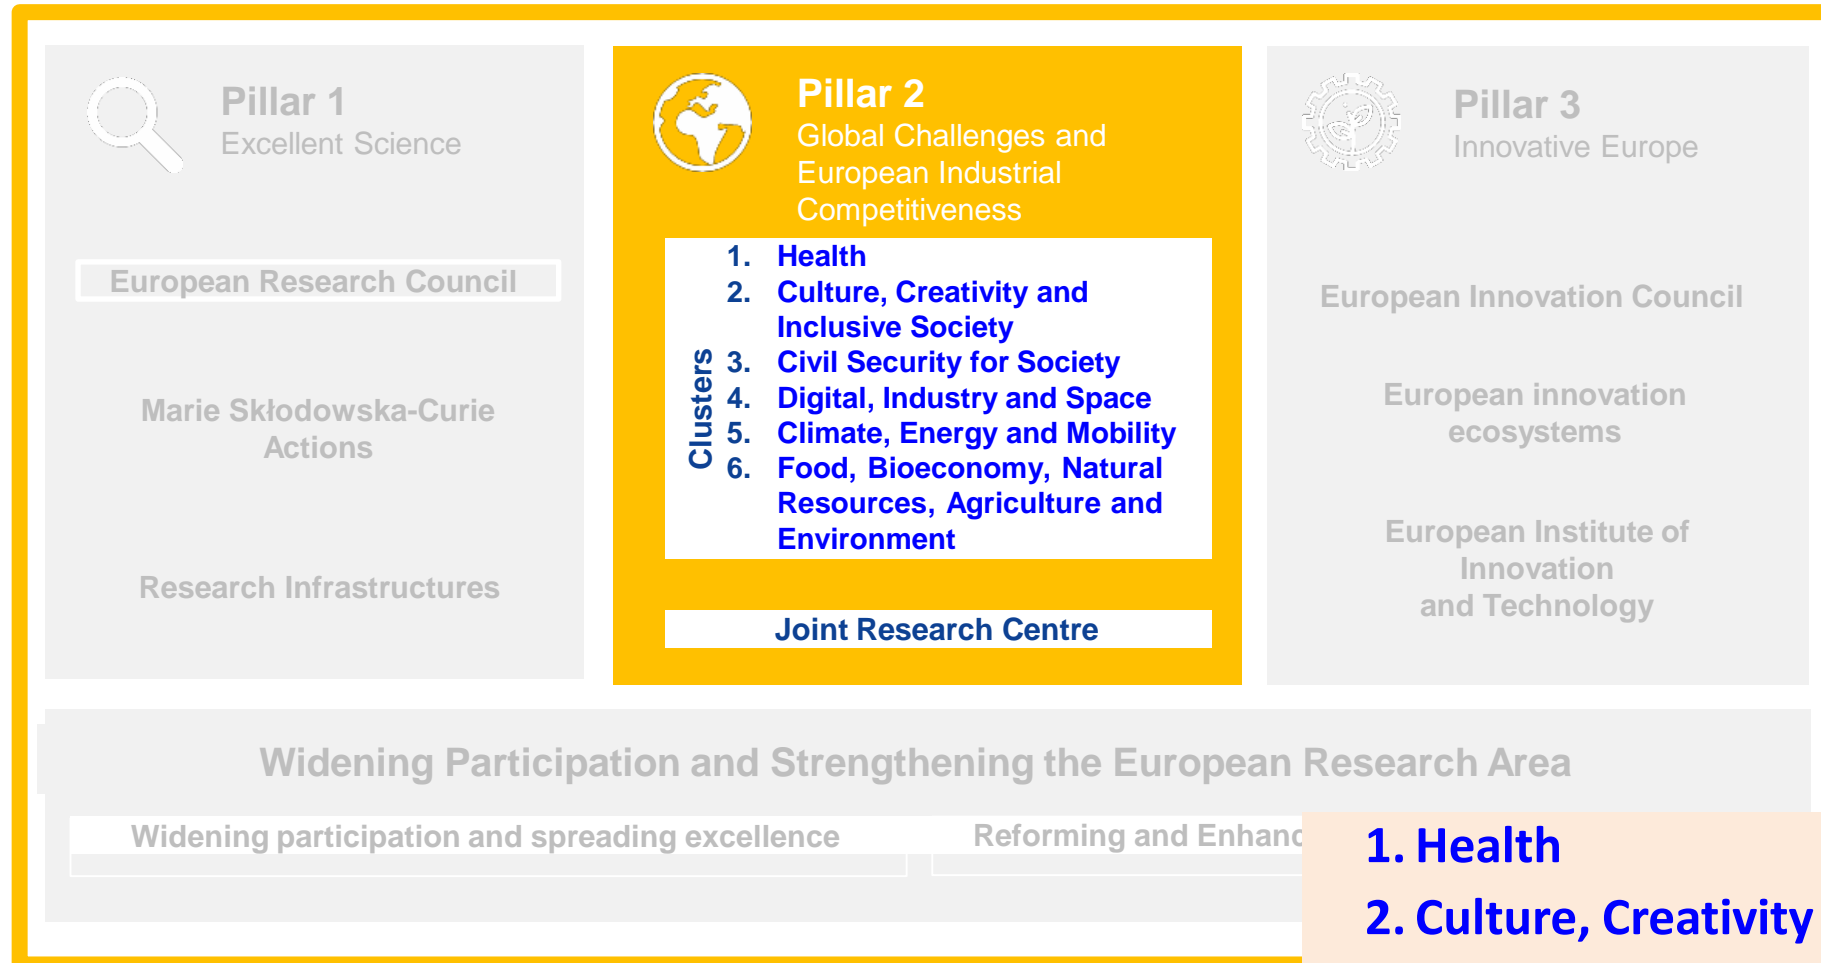 Pillar 1
Excellent Science
European Research Council
Marie Skłodowska-Curie
Actions
Research Infrastructures
Pillar 2
Global Challenges and
European Industrial
Competitiveness
Clusters
1. Health
2. Culture, Creativity and
Inclusive Society
3. Civil Security for Society
4. Digital, Industry and Space
5. Climate, Energy and Mobility
6. Food, Bioeconomy, Natural
Resources, Agriculture and
Environment
Joint Research Centre
Pillar 3
Innovative Europe
European Innovation Council
European innovation
ecosystems
European Institute of
Innovation
and Technology
Widening Participation and Strengthening the European Research Area
Widening participation and spreading excellence
Reforming and Enhanc
1. Health
2. Culture, Creativity